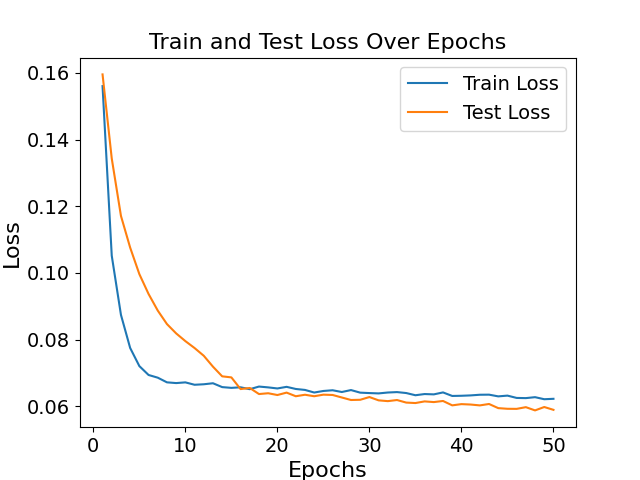 Train and Test Loss Over Epochs
0.16
0.14
0.12
0.10
0.08
0.06
Loss
Train Loss
Test Loss
0 10 20 30 40 50
Epochs